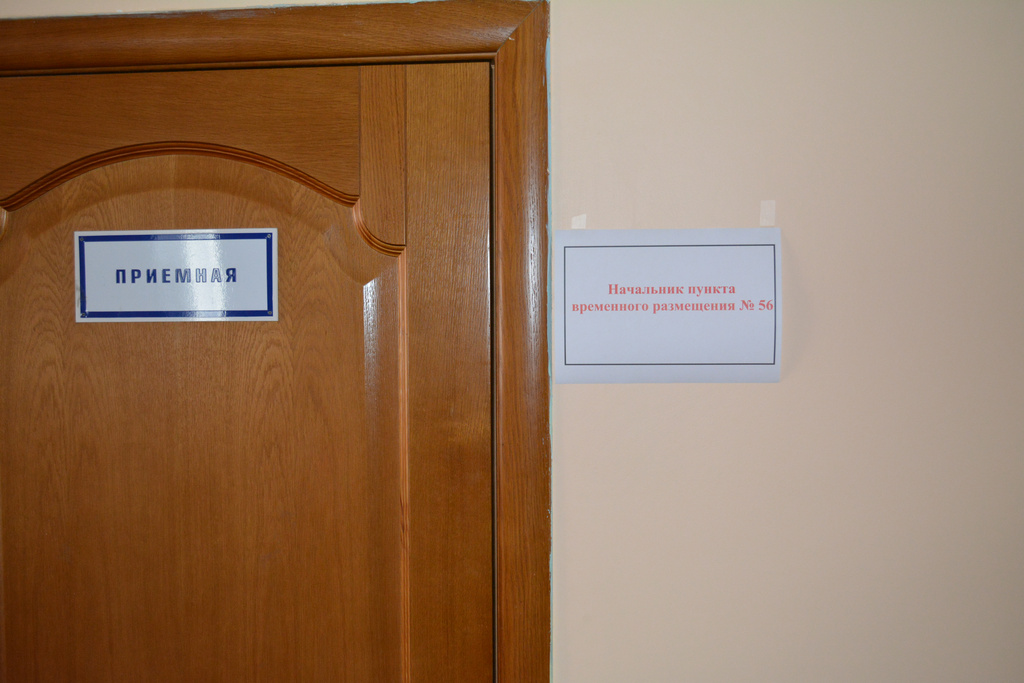 ПРИЕМНАЯ
Начальник пункта
временного размещения № 56